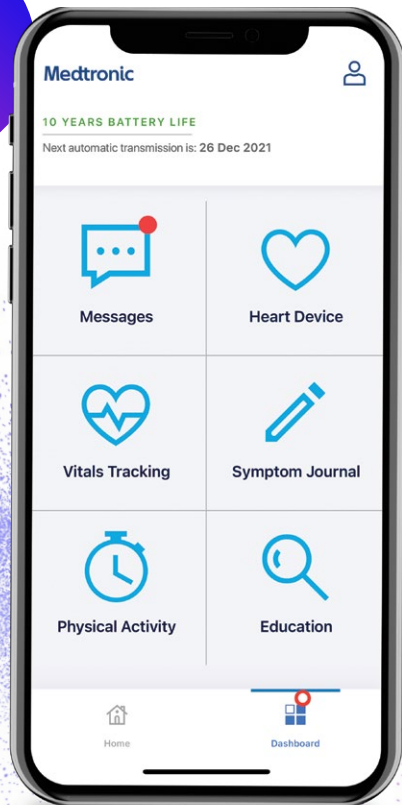 Medtronic
10 YEARS BATTERY LIFE
Next automatic transmission is: 26 Dec 2021
Messages
Heart Device
Vitals Tracking
Symptom Journal
Physical Activity
Education
Home
Dashboard